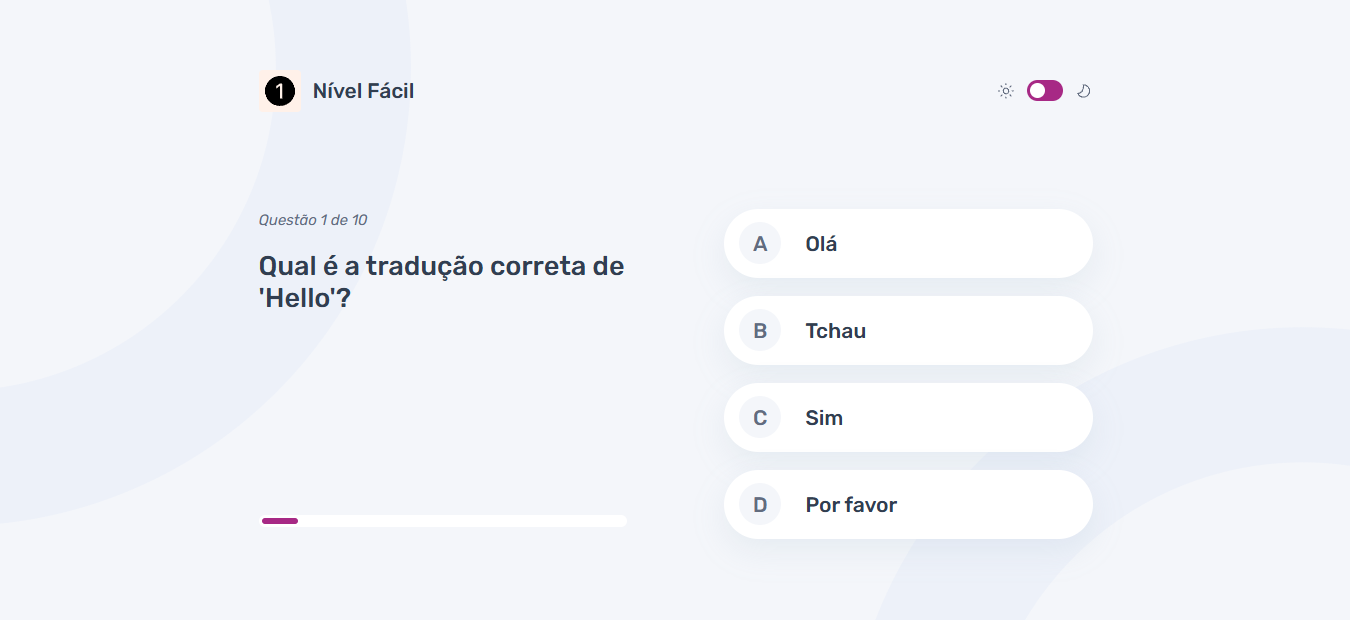 1 Nível Fácil
Questão 1 de 10
Qual é a tradução correta de
'Hello'?
A Olá
B Tchau
C Sim
D Por favor